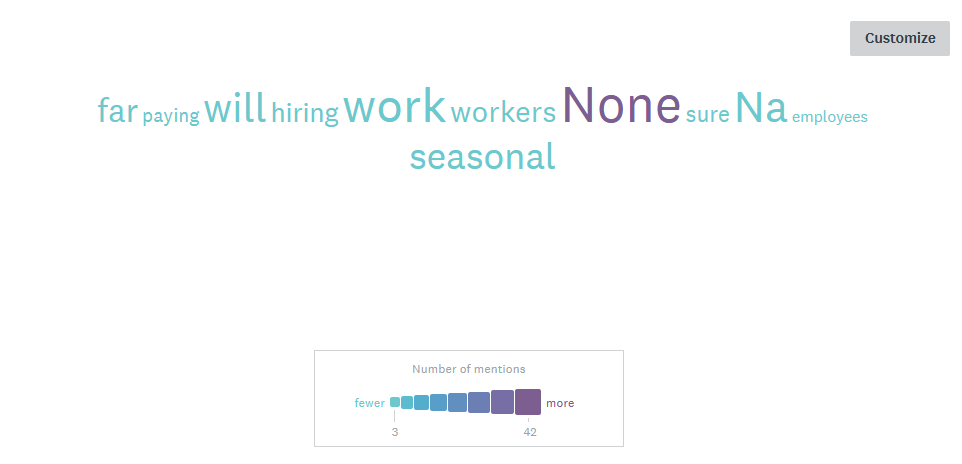 Customize
far paying will hiring work workers None sure Na employees
seasonal
Number of mentions
fewer more
3 42